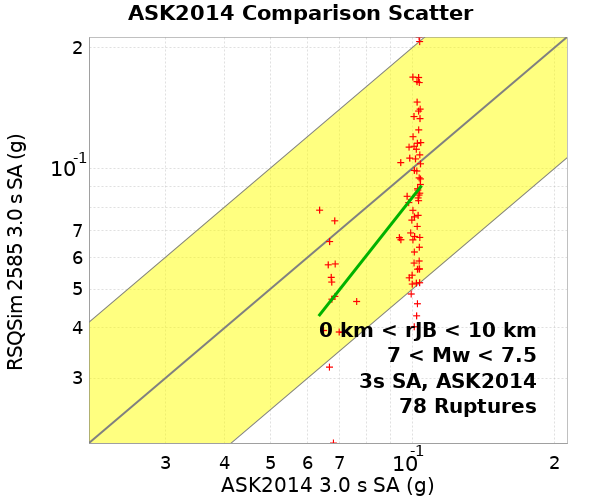 ASK2014 Comparison Scatter
RSQSim 2585 3.0 s SA (g)
2
10-1
7
6
5
4
3
0 km < rJB < 10 km
7 < Mw < 7.5
3s SA, ASK2014
78 Ruptures
3 4 5 6 7 10-1 2
ASK2014 3.0 s SA (g)